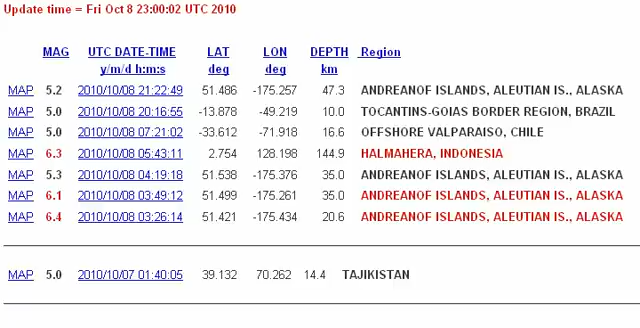 Update time = Fri Oct 8 23:00:02 UTC 2010
MAG UTC DATE-TIME LAT LON DEPTH Region
y/m/d h:m:s deg deg km
MAP 5.2 2010/10/08 21:22:49 51.486 -175.257 47.3 ANDREANOF ISLANDS, ALEUTIAN IS., ALASKA
MAP 5.0 2010/10/08 20:16:55 -13.878 -49.219 10.0 TOCANTINS-GOIAS BORDER REGION, BRAZIL
MAP 5.0 2010/10/08 07:21:02 -33.612 -71.918 16.6 OFFSHORE VALPARAISO, CHILE
MAP 6.3 2010/10/08 05:43:11 2.754 128.198 144.9 HALMAHERA, INDONESIA
MAP 5.3 2010/10/08 04:19:18 51.538 -175.376 35.0 ANDREANOF ISLANDS, ALEUTIAN IS., ALASKA
MAP 6.1 2010/10/08 03:49:12 51.499 -175.261 35.0 ANDREANOF ISLANDS, ALEUTIAN IS., ALASKA
MAP 6.4 2010/10/08 03:26:14 51.421 -175.434 20.6 ANDREANOF ISLANDS, ALEUTIAN IS., ALASKA
MAP 5.0 2010/10/07 01:40:05 39.132 70.262 14.4 TAJIKISTAN